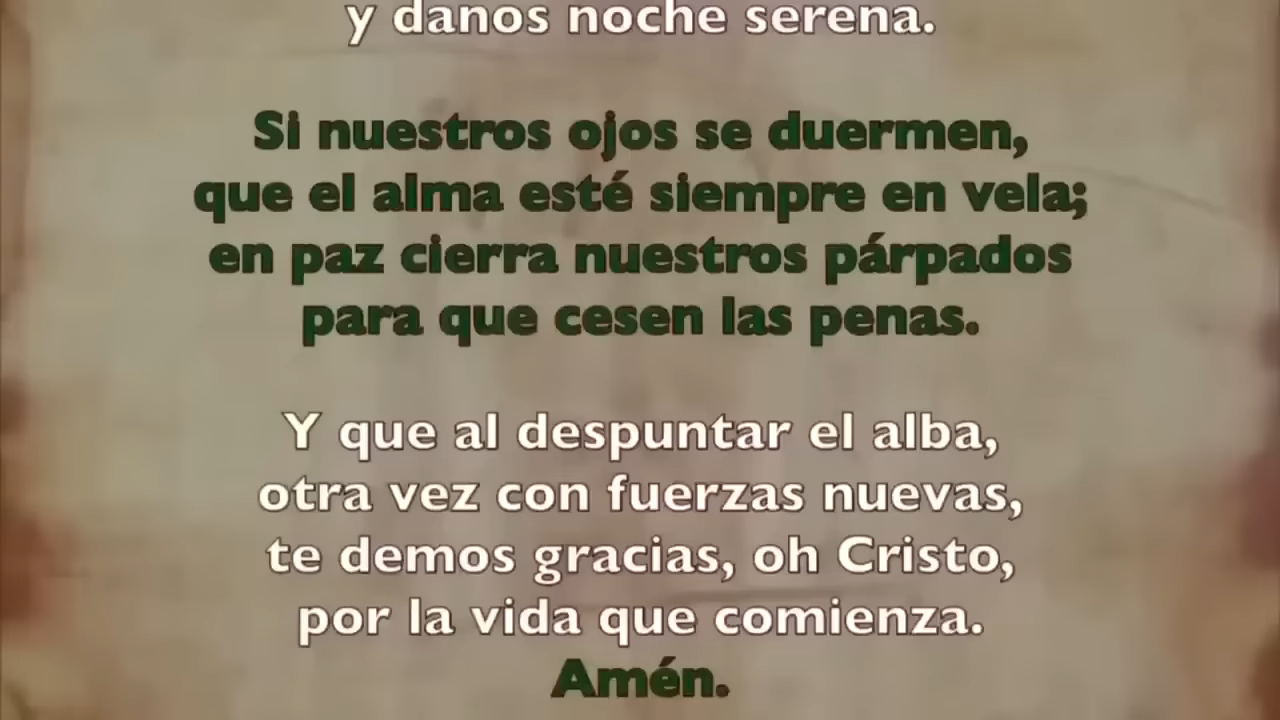 y danos noche serena.
Si nuestros ojos se duermen,
que el alma esté siempre en vela;
en paz cierra nuestros párpados
para que cesen las penas.
Y que al despuntar el alba,
otra vez con fuerzas nuevas,
te demos gracias, oh Cristo,
por la vida que comienza.
Amén.